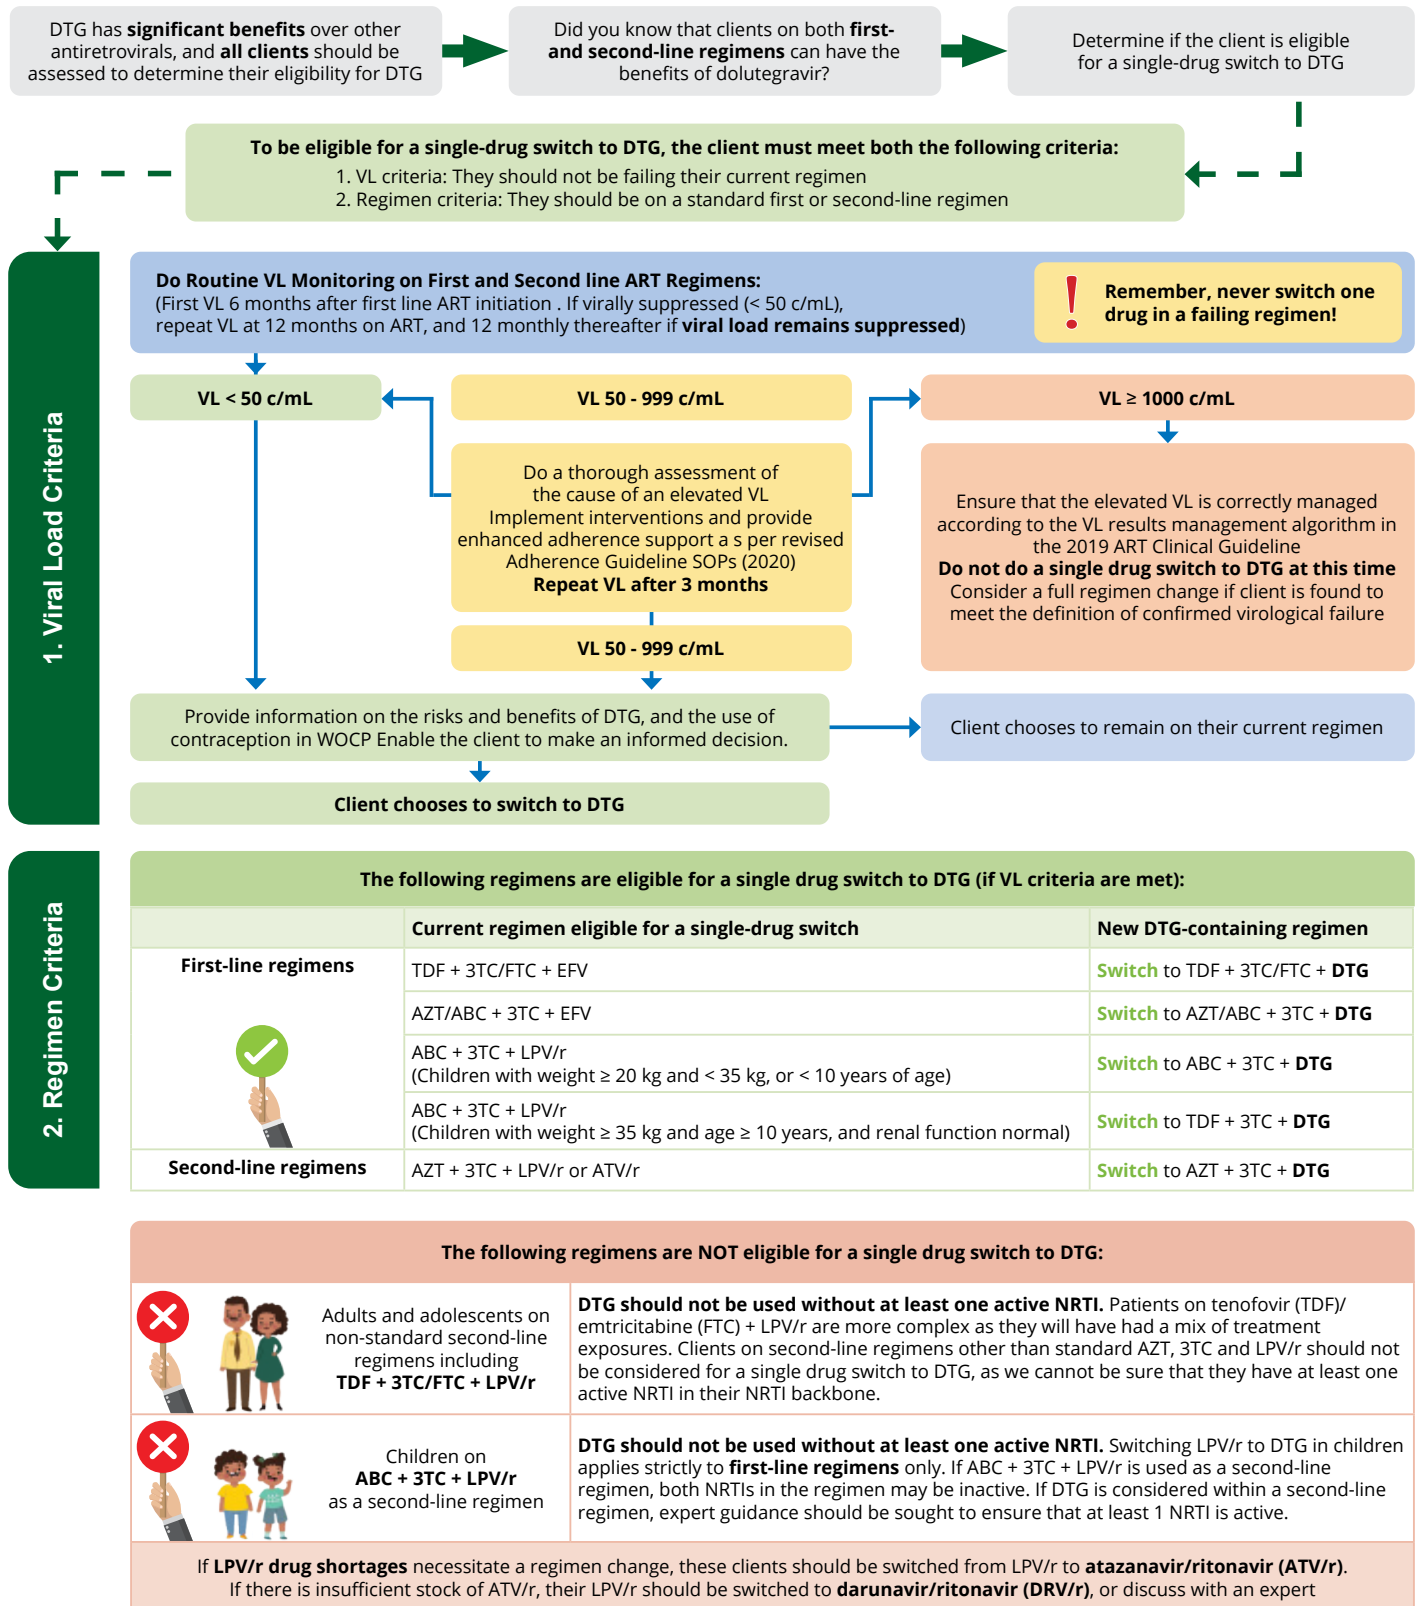 DTG has significant benefits over other
antiretrovirals, and all clients should be
assessed to determine their eligibility for DTG
Did you know that clients on both first-
and second-line regimens can have the
benefits of dolutegravir?
Determine if the client is eligible
for a single-drug switch to DTG
To be eligible for a single-drug switch to DTG, the client must meet both the following criteria:
1. VL criteria: They should not be failing their current regimen
2. Regimen criteria: They should be on a standard first or second-line regimen
1. Viral Load Criteria
Do Routine VL Monitoring on First and Second line ART Regimens:
(First VL 6 months after first line ART initiation . If virally suppressed (< 50 c/mL),
repeat VL at 12 months on ART, and 12 monthly thereafter if viral load remains suppressed)
Remember, never switch one
drug in a failing regimen!
VL < 50 c/mL
VL 50 - 999 c/mL
VL ≥ 1000 c/mL
Do a thorough assessment of
the cause of an elevated VL
Implement interventions and provide
enhanced adherence support a s per revised
Adherence Guideline SOPs (2020)
Repeat VL after 3 months
Ensure that the elevated VL is correctly managed
according to the VL results management algorithm in
the 2019 ART Clinical Guideline
Do not do a single drug switch to DTG at this time
Consider a full regimen change if client is found to
meet the definition of confirmed virological failure
VL 50 - 999 c/mL
Provide information on the risks and benefits of DTG, and the use of
contraception in WOCP Enable the client to make an informed decision.
Client chooses to remain on their current regimen
Client chooses to switch to DTG
2. Regimen Criteria
The following regimens are eligible for a single drug switch to DTG (if VL criteria are met):
Current regimen eligible for a single-drug switch
New DTG-containing regimen
First-line regimens
TDF + 3TC/FTC + EFV
Switch to TDF + 3TC/FTC + DTG
AZT/ABC + 3TC + EFV
Switch to AZT/ABC + 3TC + DTG
ABC + 3TC + LPV/r
(Children with weight ≥ 20 kg and < 35 kg, or < 10 years of age)
Switch to ABC + 3TC + DTG
ABC + 3TC + LPV/r
(Children with weight ≥ 35 kg and age ≥ 10 years, and renal function normal)
Switch to TDF + 3TC + DTG
Second-line regimens
AZT + 3TC + LPV/r or ATV/r
Switch to AZT + 3TC + DTG
The following regimens are NOT eligible for a single drug switch to DTG:
Adults and adolescents on
non-standard second-line
regimens including
TDF + 3TC/FTC + LPV/r
DTG should not be used without at least one active NRTI. Patients on tenofovir (TDF)/
emtricitabine (FTC) + LPV/r are more complex as they will have had a mix of treatment
exposures. Clients on second-line regimens other than standard AZT, 3TC and LPV/r should not
be considered for a single drug switch to DTG, as we cannot be sure that they have at least one
active NRTI in their NRTI backbone.
Children on
ABC + 3TC + LPV/r
as a second-line regimen
DTG should not be used without at least one active NRTI. Switching LPV/r to DTG in children
applies strictly to first-line regimens only. If ABC + 3TC + LPV/r is used as a second-line
regimen, both NRTIs in the regimen may be inactive. If DTG is considered within a second-line
regimen, expert guidance should be sought to ensure that at least 1 NRTI is active.
If LPV/r drug shortages necessitate a regimen change, these clients should be switched from LPV/r to atazanavir/ritonavir (ATV/r).
If there is insufficient stock of ATV/r, their LPV/r should be switched to darunavir/ritonavir (DRV/r), or discuss with an expert